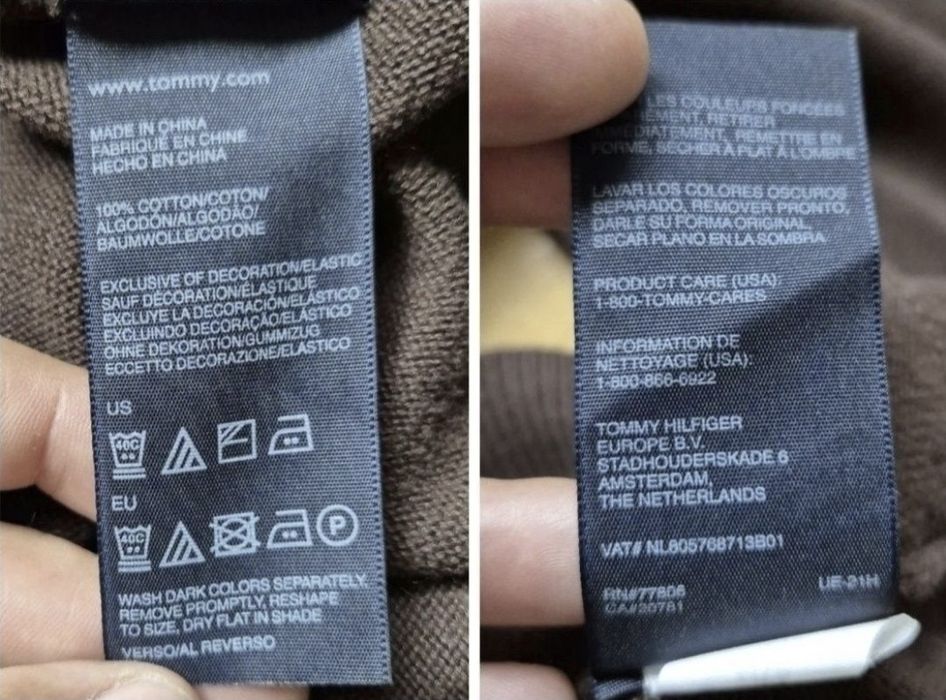 www.tommy.com
MADE IN CHINA
FABRIQUE EN CHINE
HECHO EN CHINA
100% COTTON/COTON/
ALGODÓN/ALGODÃO/
BAUMWOLLE/COTONE
EXCLUSIVE OF DECORATION/ELASTIC
SAUF DÉCORATION/ÉLASTIQUE
EXCLUYE LA DECORACIÓN/ELÁSTICO
EXCLUINDO DECORAÇÃO/ELÁSTICO
OHNE DEKORATION/GUMMIZUG
ECCETTO DECORAZIONE/ELASTICO
US
40C
EU
40C
P
WASH DARK COLORS SEPARATELY.
REMOVE PROMPTLY, RESHAPE
TO SIZE, DRY FLAT IN SHADE
VERSO/AL REVERSO
LES COULEURS FONCÉES
RETIRER
IMMÉDIATEMENT, REMETTRE EN
FORME, SÉCHER À PLAT À L'OMBRE
LAVAR LOS COLORES OSCUROS
SEPARADO, REMOVER PRONTO,
DARLE SU FORMA ORIGINAL,
SECAR PLANO EN LA SOMBRA
PRODUCT CARE (USA):
1-800-TOMMY-CARES
INFORMATION DE
NETTOYAGE (USA):
1-800-866-6922
TOMMY HILFIGER
EUROPE B.V.
STADHOUDERSKADE 6
AMSTERDAM,
THE NETHERLANDS
VAT# NL805768713B01
RN#77806
CA#20781
UE-21H